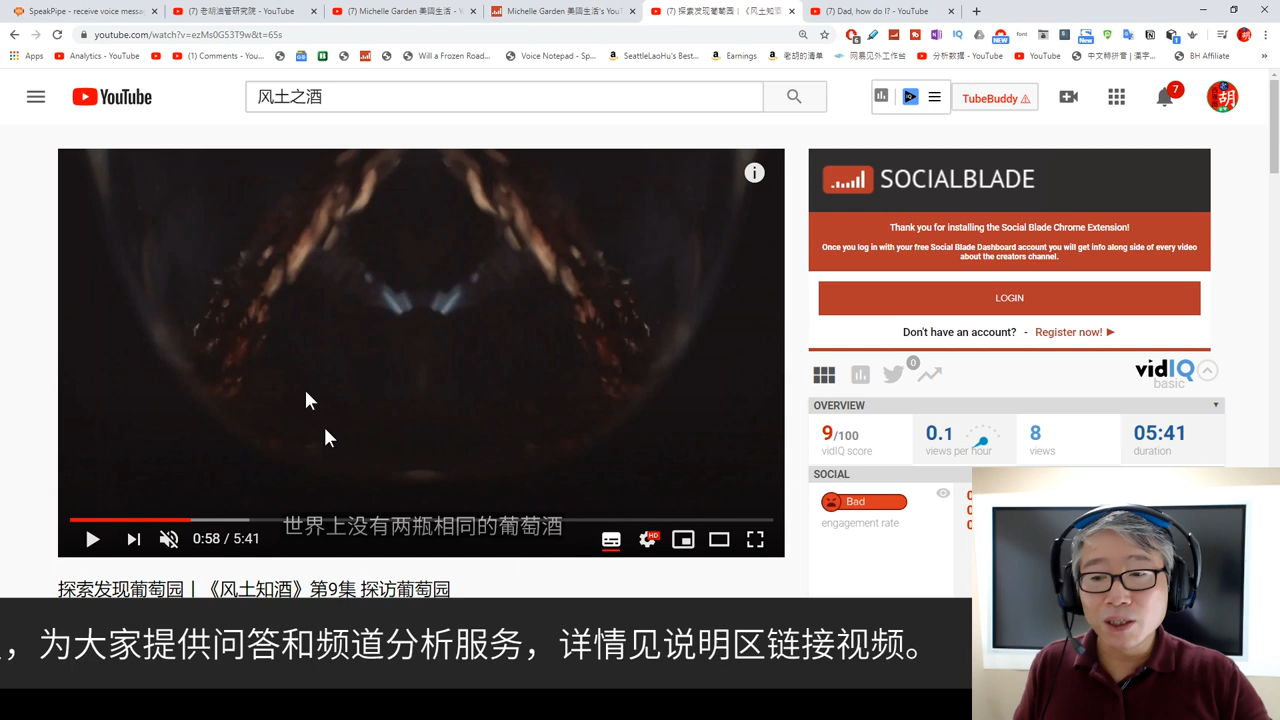 SpeakPipe - receive voice messag
老胡油管研究院 - YouTube
Michelle Garden 美國生活 - Y
Michelle Garden 美國生活's YouT
探索发现葡萄园 | 《风土知酒
(7) Dad, how do I? - YouTube
youtube.com/watch?v=ezMs0G53T9w&t=65s
Apps
Analytics - YouTube
(1) Comments - You...
Will a Frozen Road...
Voice Notepad - Sp...
SeattleLaoHu's Best...
Earnings
老胡的清单
网易见外工作台
分析數據 - YouTube
YouTube
中文轉拼音 | 漢字...
BH Affiliate
YouTube
风土之酒
TubeBuddy
7
胡
SOCIALBLADE
Thank you for installing the Social Blade Chrome Extension!
Once you log in with your free Social Blade Dashboard account you will get info along side of every video
about the creators channel.
LOGIN
Don't have an account? - Register now! ►
0
vidIQ
basic
OVERVIEW
9/100
vidIQ score
0.1
views per hour
8
views
05:41
duration
SOCIAL
Bad
engagement rate
世界上没有两瓶相同的葡萄酒
0:58 / 5:41
HD
探索发现葡萄园 | 《风土知酒》第9集 探访葡萄园
，为大家提供问答和频道分析服务，详情见说明区链接视频。